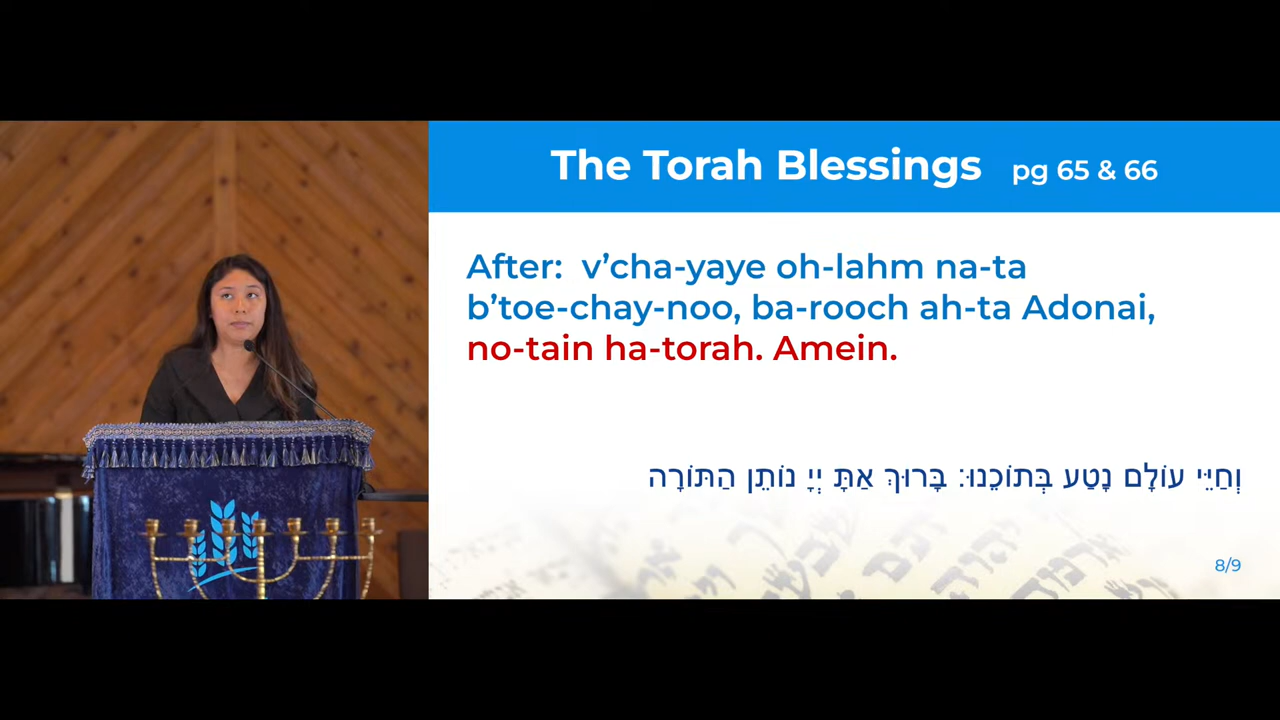 The Torah Blessings pg 65 & 66
After: v’cha-yaye oh-lahm na-ta
b’toe-chay-noo, ba-rooch ah-ta Adonai,
no-tain ha-torah. Amein.
וְחַיֵּי עוֹלָם נָטַע בְּתוֹכֵנוּ׃ בָּרוּךְ אַתָּ יְיָ נוֹתֵן הַתּוֹרָה
8/9